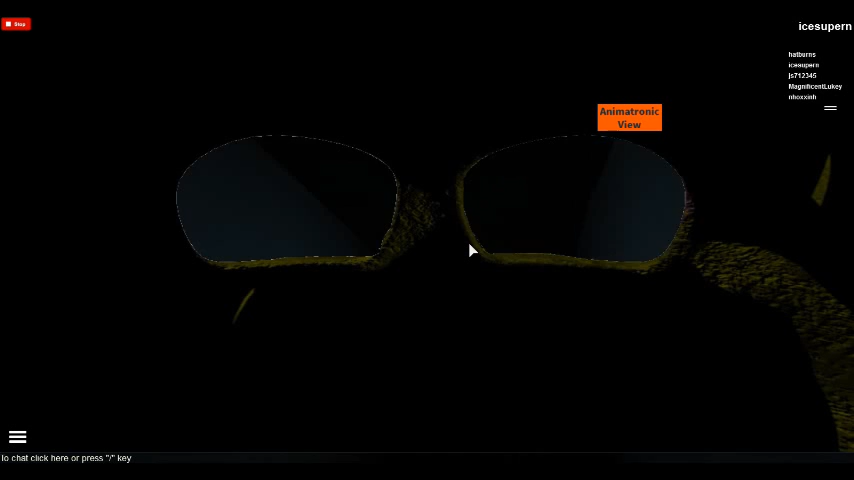 Stop
icesupern
hatburns
icesupern
js712345
MagnificentLukey
nhoxxinh
Animatronic
View
To chat click here or press "/" key